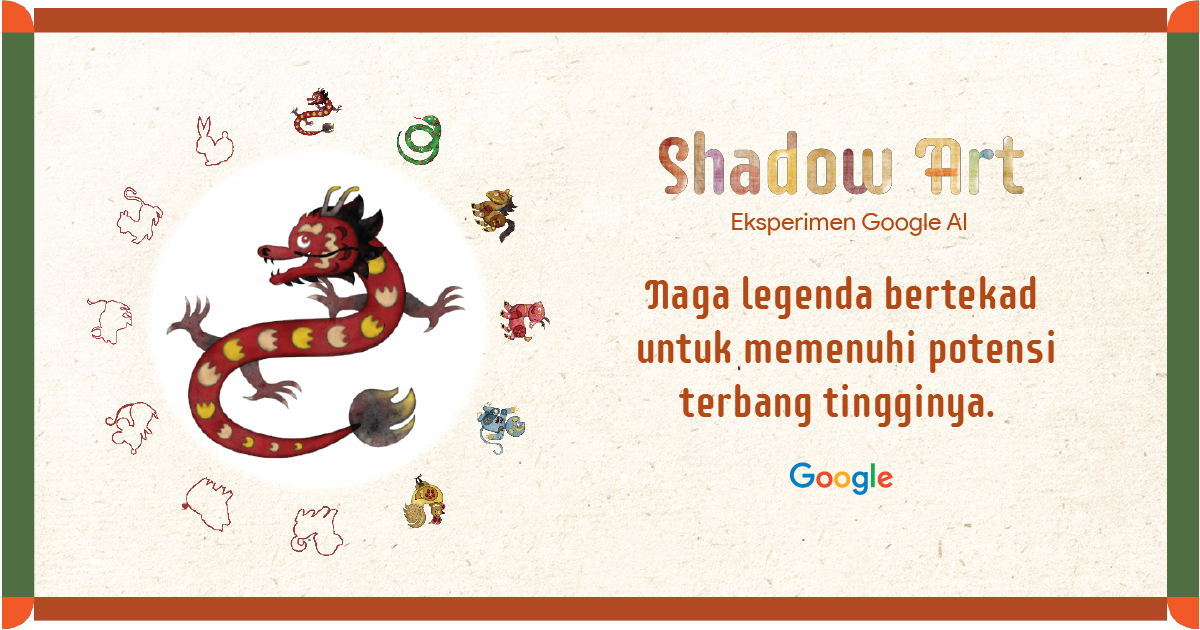 Shadow Art
Eksperimen Google AI
Naga legenda bertekad
untuk memenuhi potensi
terbang tingginya.
Google